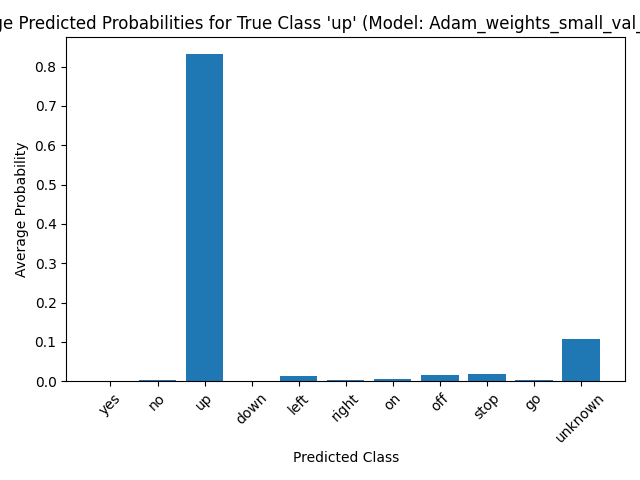 ge Predicted Probabilities for True Class 'up' (Model: Adam_weights_small_val_
Average Probability
0.8
0.7
0.6
0.5
0.4
0.3
0.2
0.1
0.0
yes no up down left right on off stop go unknown
Predicted Class